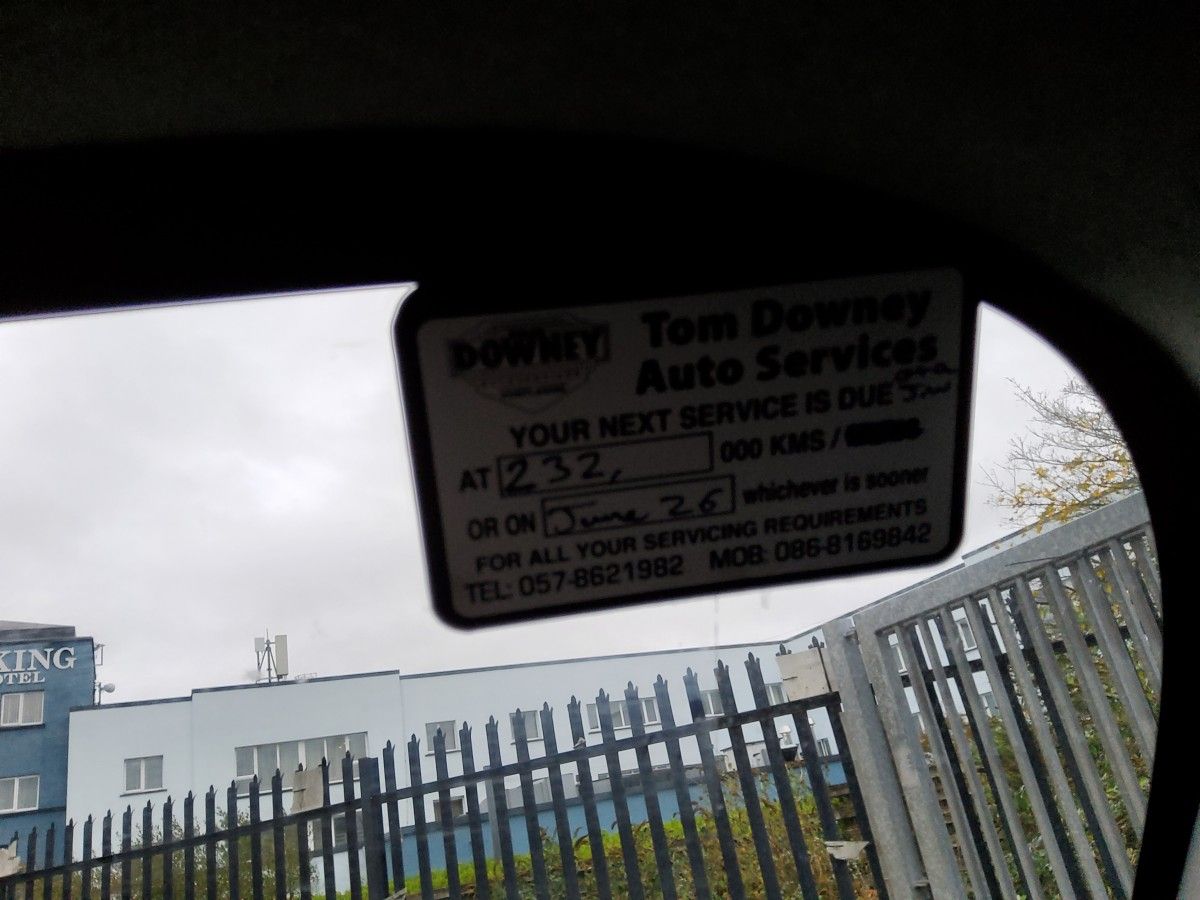 DOWNEY
Tom Downey
Auto Services
YOUR NEXT SERVICE IS DUE
AT 232, 000 KMS /
OR ON June 26 whichever is sooner
FOR ALL YOUR SERVICING REQUIREMENTS
TEL: 057-8621982 MOB: 086-8169842
KING
OTEL